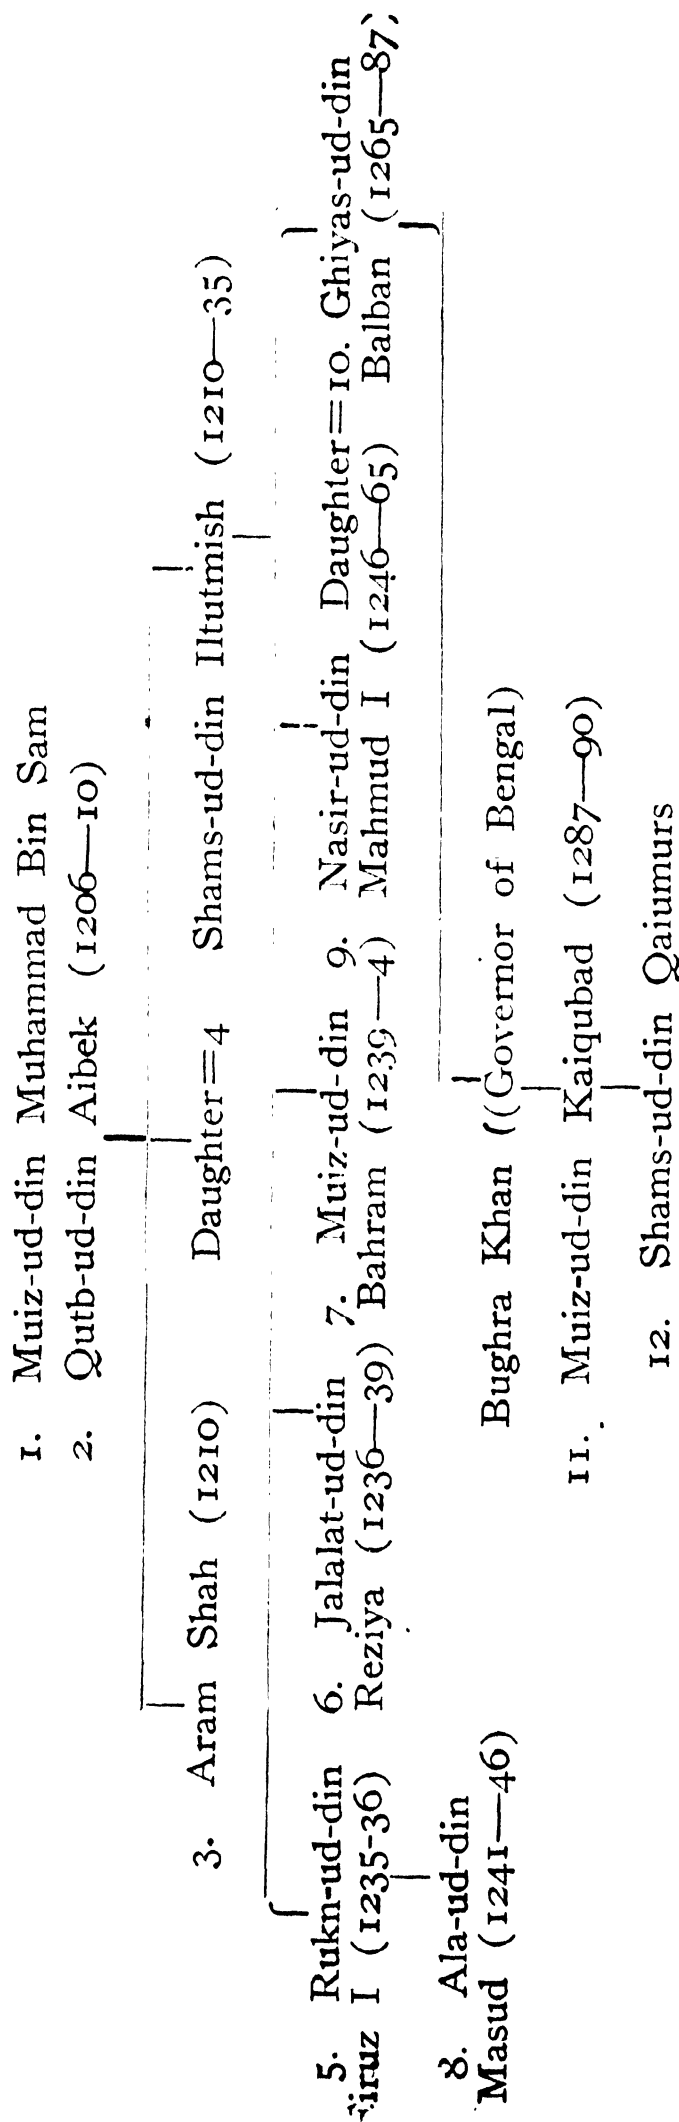 1. Muiz-ud-din Muhammad Bin Sam
2. Qutb-ud-din Aibek (1206—10)
3. Aram Shah (1210) Daughter=4 Shams-ud-din Iltutmish (1210—35)
5. Rukn-ud-din 6. Jalalat-ud-din 7. Muiz-ud-din 9. Nasir-ud-din Daughter=10. Ghiyas-ud-din
Firuz I (1235-36) Reziya (1236—39) Bahram (1239—4) Mahmud I (1246—65) Balban (1265—87)
8. Ala-ud-din
Masud (1241—46)
Bughra Khan ((Governor of Bengal)
11. Muiz-ud-din Kaiqubad (1287—90)
12. Shams-ud-din Qaiumurs